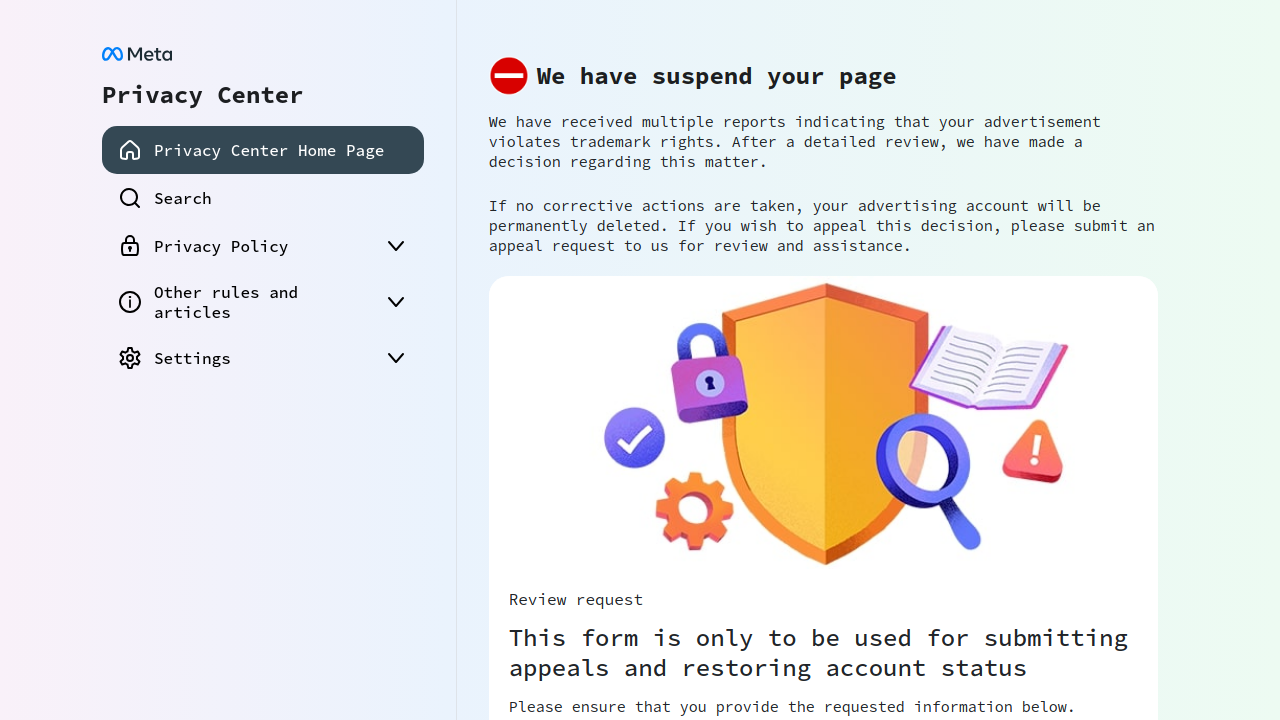 Meta
Privacy Center
Privacy Center Home Page
Search
Privacy Policy
Other rules and
articles
Settings
We have suspend your page
We have received multiple reports indicating that your advertisement
violates trademark rights. After a detailed review, we have made a
decision regarding this matter.
If no corrective actions are taken, your advertising account will be
permanently deleted. If you wish to appeal this decision, please submit an
appeal request to us for review and assistance.
Review request
This form is only to be used for submitting
appeals and restoring account status
Please ensure that you provide the requested information below.